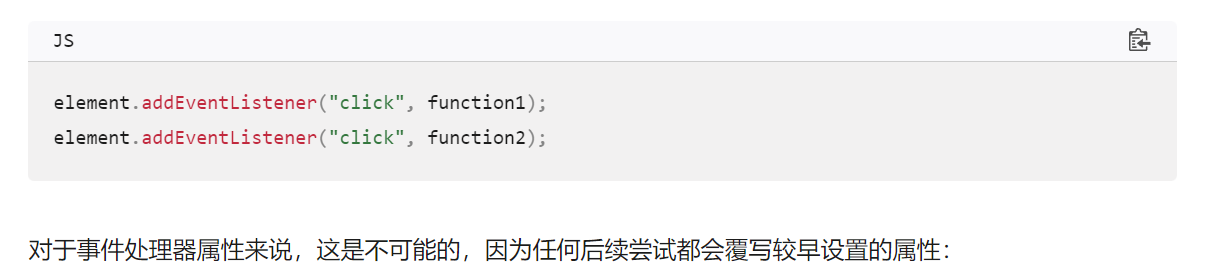 JS
element.addEventListener("click", function1);
element.addEventListener("click", function2);
对于事件处理器属性来说，这是不可能的，因为任何后续尝试都会覆写较早设置的属性：